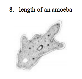 8. length of an amoeba